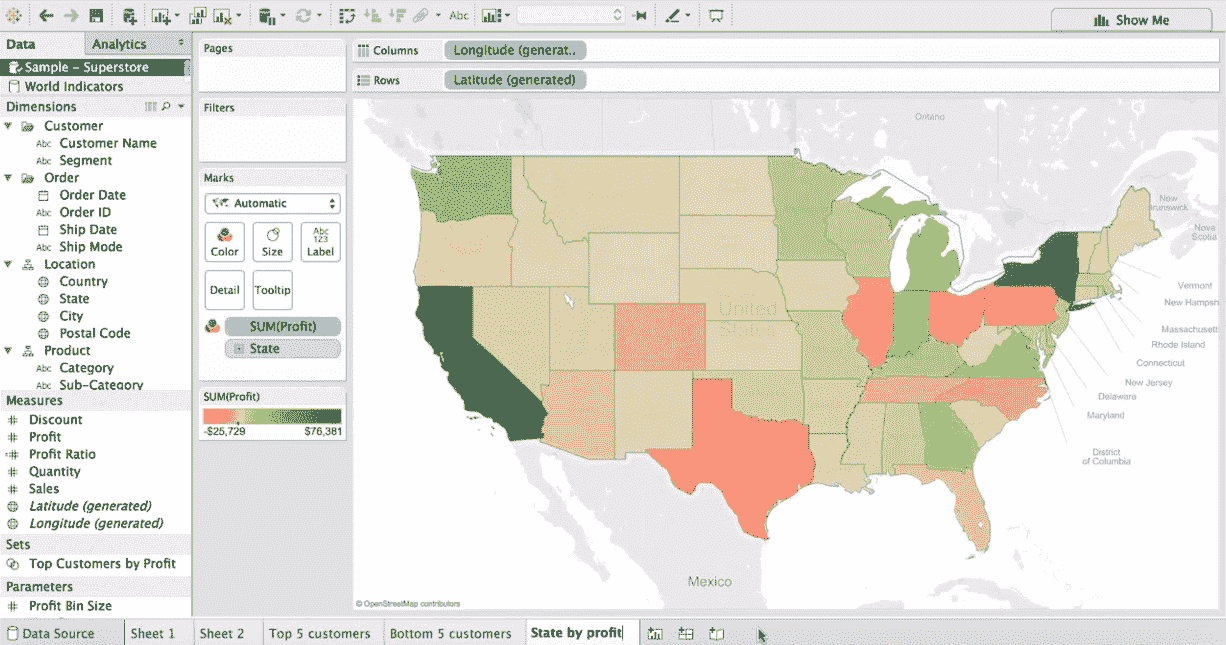 Abc
Show Me
Data
Analytics
Sample - Superstore
World Indicators
Dimensions
Customer
Abc Customer Name
Abc Segment
Order
Order Date
Abc Order ID
Ship Date
Abc Ship Mode
Location
Country
State
City
Postal Code
Product
Abc Category
Abc Sub-Category
Measures
# Discount
# Profit
=# Profit Ratio
# Quantity
# Sales
Latitude (generated)
Longitude (generated)
Sets
Top Customers by Profit
Parameters
# Profit Bin Size
Pages
Filters
Marks
Automatic
Abc
123
Color
Size
Label
Detail
Tooltip
SUM(Profit)
State
SUM(Profit)
-$25,729
$76,381
Columns
Longitude (generat..
Rows
Latitude (generated)
Ontario
New
Brunswick
Nova
Scotia
United
States
Vermont
New Hampsh
Massachusett
Rhode Island
Connecticut
New Jersey
Delaware
Maryland
District
of Columbia
Mexico
© OpenStreetMap contributors
Data Source
Sheet 1
Sheet 2
Top 5 customers
Bottom 5 customers
State by profit